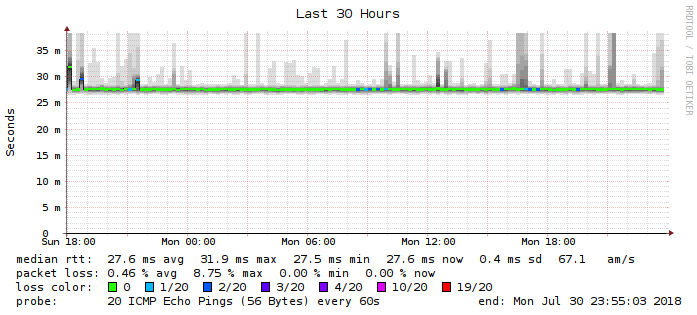 Last 30 Hours
RRDTOOL / TOBI OETIKER
Seconds
35 m
30 m
25 m
20 m
15 m
10 m
5 m
0
Sun 18:00 Mon 00:00 Mon 06:00 Mon 12:00 Mon 18:00
median rtt: 27.6 ms avg 31.9 ms max 27.5 ms min 27.6 ms now 0.4 ms sd 67.1 am/s
packet loss: 0.46 % avg 8.75 % max 0.00 % min 0.00 % now
loss color: 0 1/20 2/20 3/20 4/20 10/20 19/20
probe: 20 ICMP Echo Pings (56 Bytes) every 60s end: Mon Jul 30 23:55:03 2018